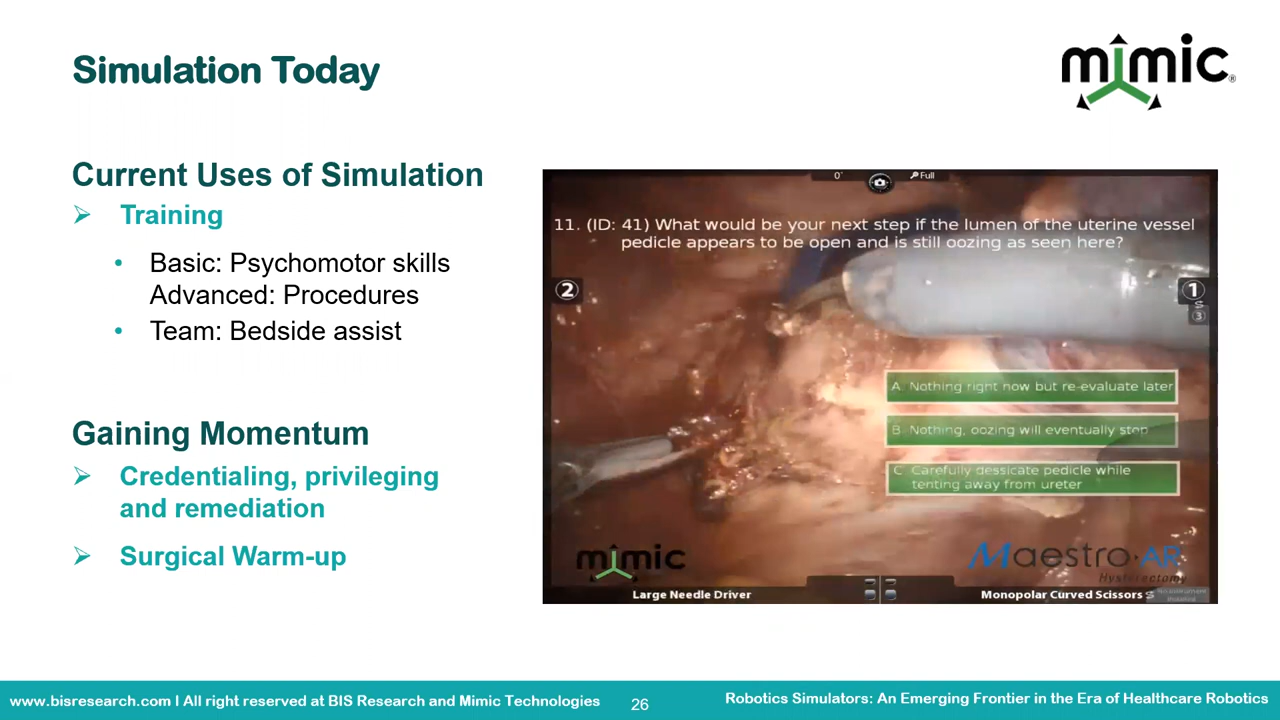 Simulation Today
mimic®
Current Uses of Simulation
Training
Basic: Psychomotor skills
Advanced: Procedures
Team: Bedside assist
Gaining Momentum
Credentialing, privileging
and remediation
Surgical Warm-up
0°
Full
11. (ID: 41) What would be your next step if the lumen of the uterine vessel
pedicle appears to be open and is still oozing as seen here?
2
1
3
A. Nothing right now but re-evaluate later
B. Nothing, oozing will eventually stop
C. Carefully dessicate pedicle while
tenting away from ureter
mimic
Maestro AR
Hysterectomy
Large Needle Driver
Monopolar Curved Scissors
www.bisresearch.com I All right reserved at BIS Research and Mimic Technologies
26
Robotics Simulators: An Emerging Frontier in the Era of Healthcare Robotics